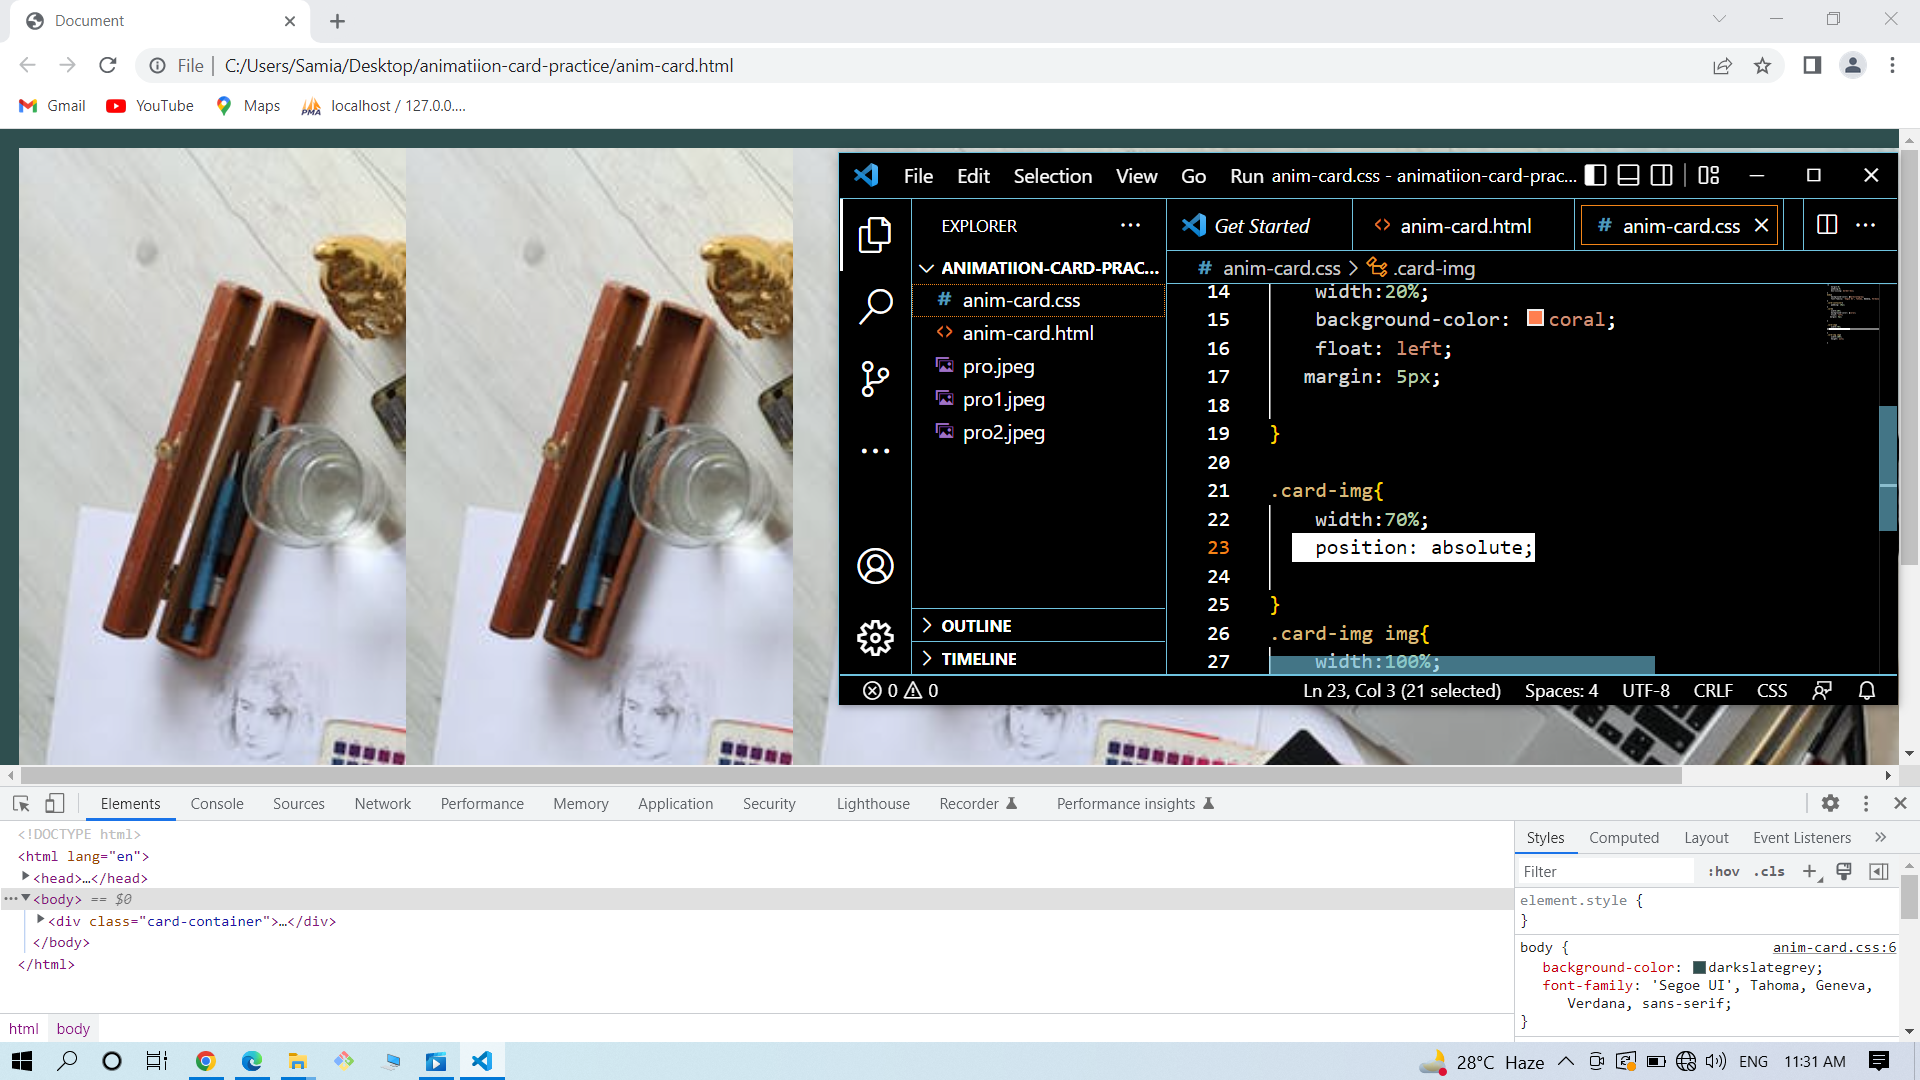 Document
File
C:/Users/Samia/Desktop/animatiion-card-practice/anim-card.html
Gmail
YouTube
Maps
localhost / 127.0.0....
PMA
File Edit Selection View Go Run anim-card.css - animatiion-card-prac...
EXPLORER
Get Started
anim-card.html
# anim-card.css
ANIMATIION-CARD-PRAC...
# anim-card.css
anim-card.html
pro.jpeg
pro1.jpeg
pro2.jpeg
OUTLINE
TIMELINE
# anim-card.css > .card-img
14 width:20%;
15 background-color: coral;
16 float: left;
17 margin: 5px;
18
19 }
20
21 .card-img{
22 width:70%;
23 position: absolute;
24
25 }
26 .card-img img{
27 width:100%;
0 0 Ln 23, Col 3 (21 selected) Spaces: 4 UTF-8 CRLF CSS
Elements Console Sources Network Performance Memory Application Security Lighthouse Recorder Performance insights
<!DOCTYPE html>
<html lang="en">
<head>…</head>
<body> == $0
<div class="card-container">…</div>
</body>
</html>
html body
Styles Computed Layout Event Listeners
Filter :hov .cls
element.style {
}
body { anim-card.css:6
background-color: darkslategrey;
font-family: 'Segoe UI', Tahoma, Geneva,
Verdana, sans-serif;
}
28°C Haze ENG 11:31 AM